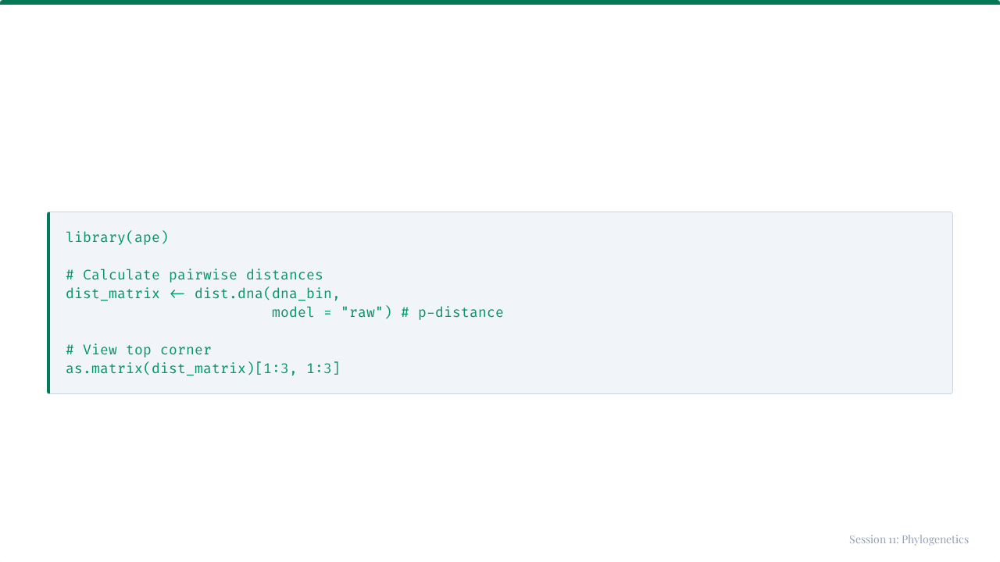 library(ape)
# Calculate pairwise distances
dist_matrix <- dist.dna(dna_bin,
model = "raw") # p-distance
# View top corner
as.matrix(dist_matrix)[1:3, 1:3]
Session 11: Phylogenetics